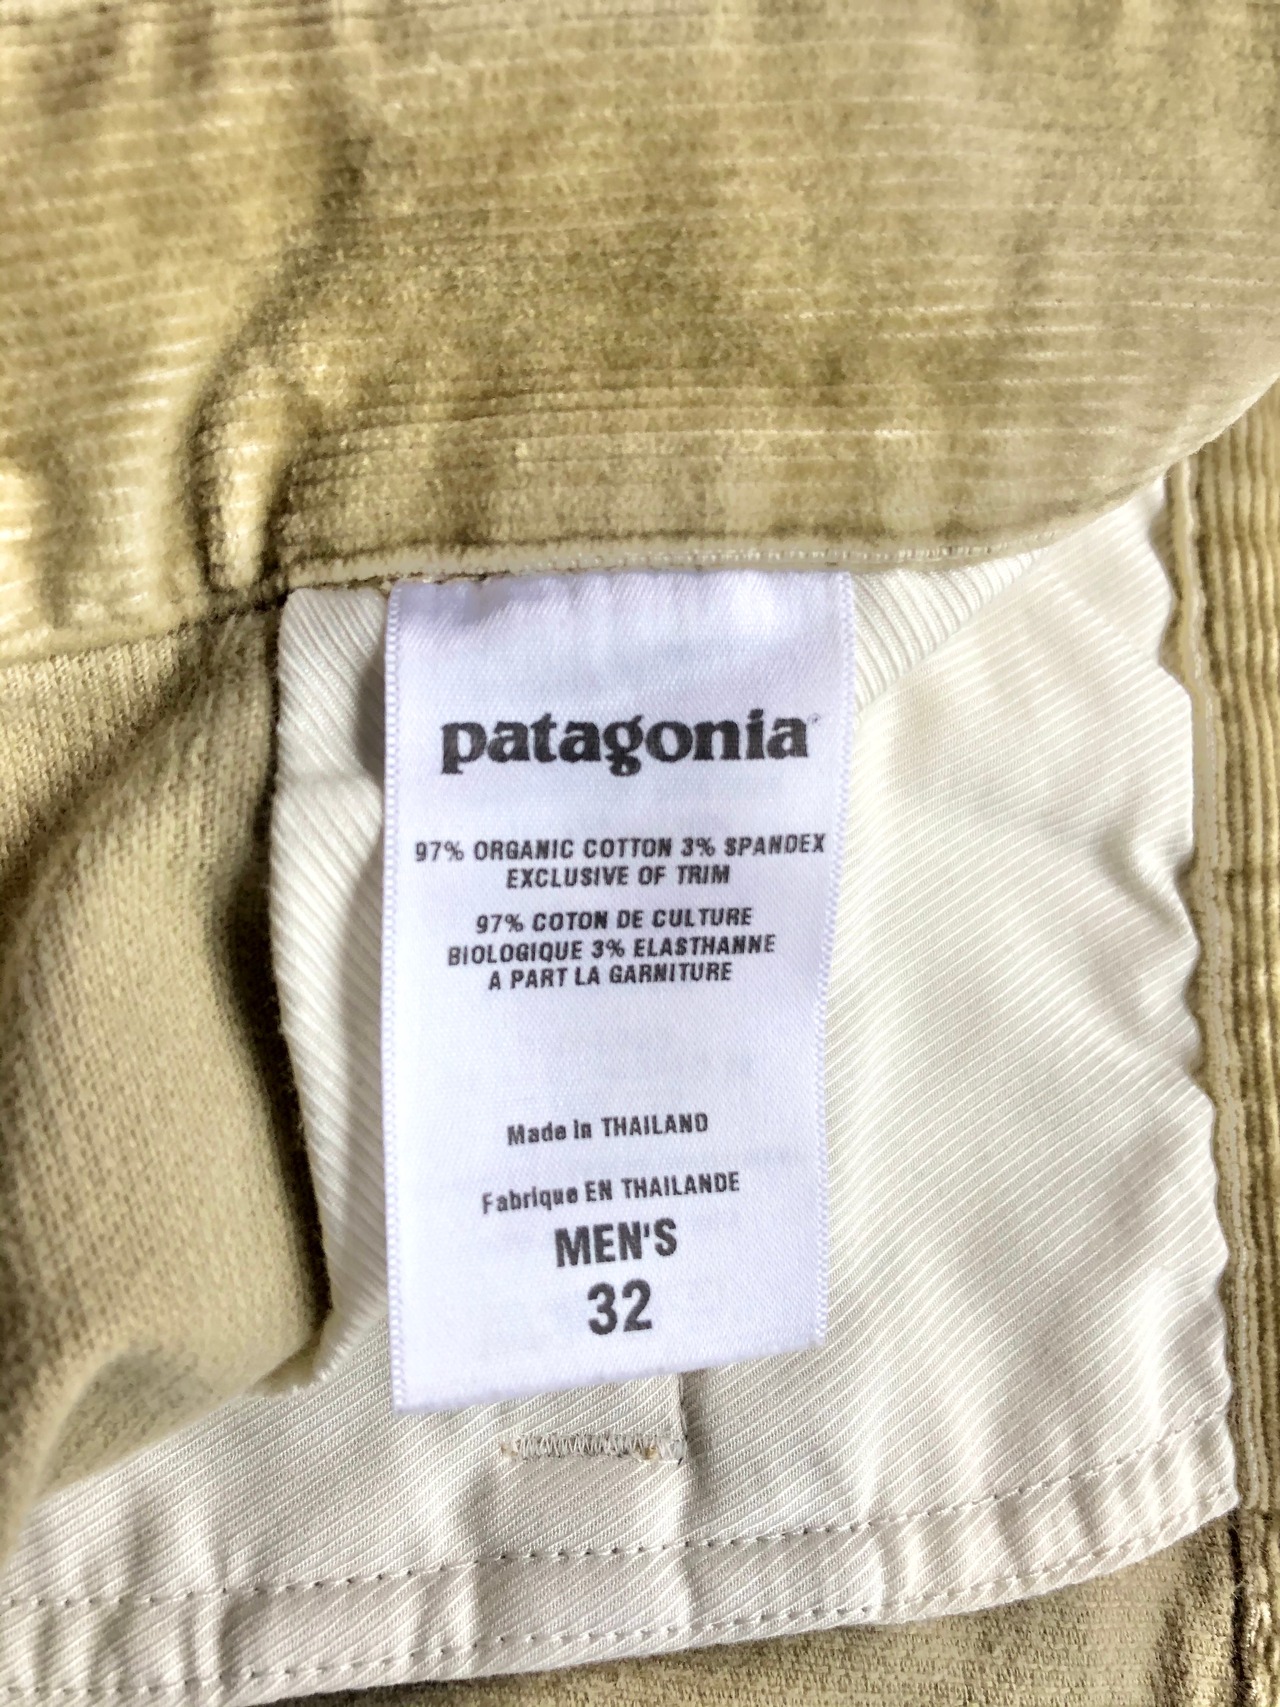 patagonia®
97% ORGANIC COTTON 3% SPANDEX
EXCLUSIVE OF TRIM
97% COTON DE CULTURE
BIOLOGIQUE 3% ELASTHANNE
A PART LA GARNITURE
Made in THAILAND
Fabrique EN THAILANDE
MEN'S
32